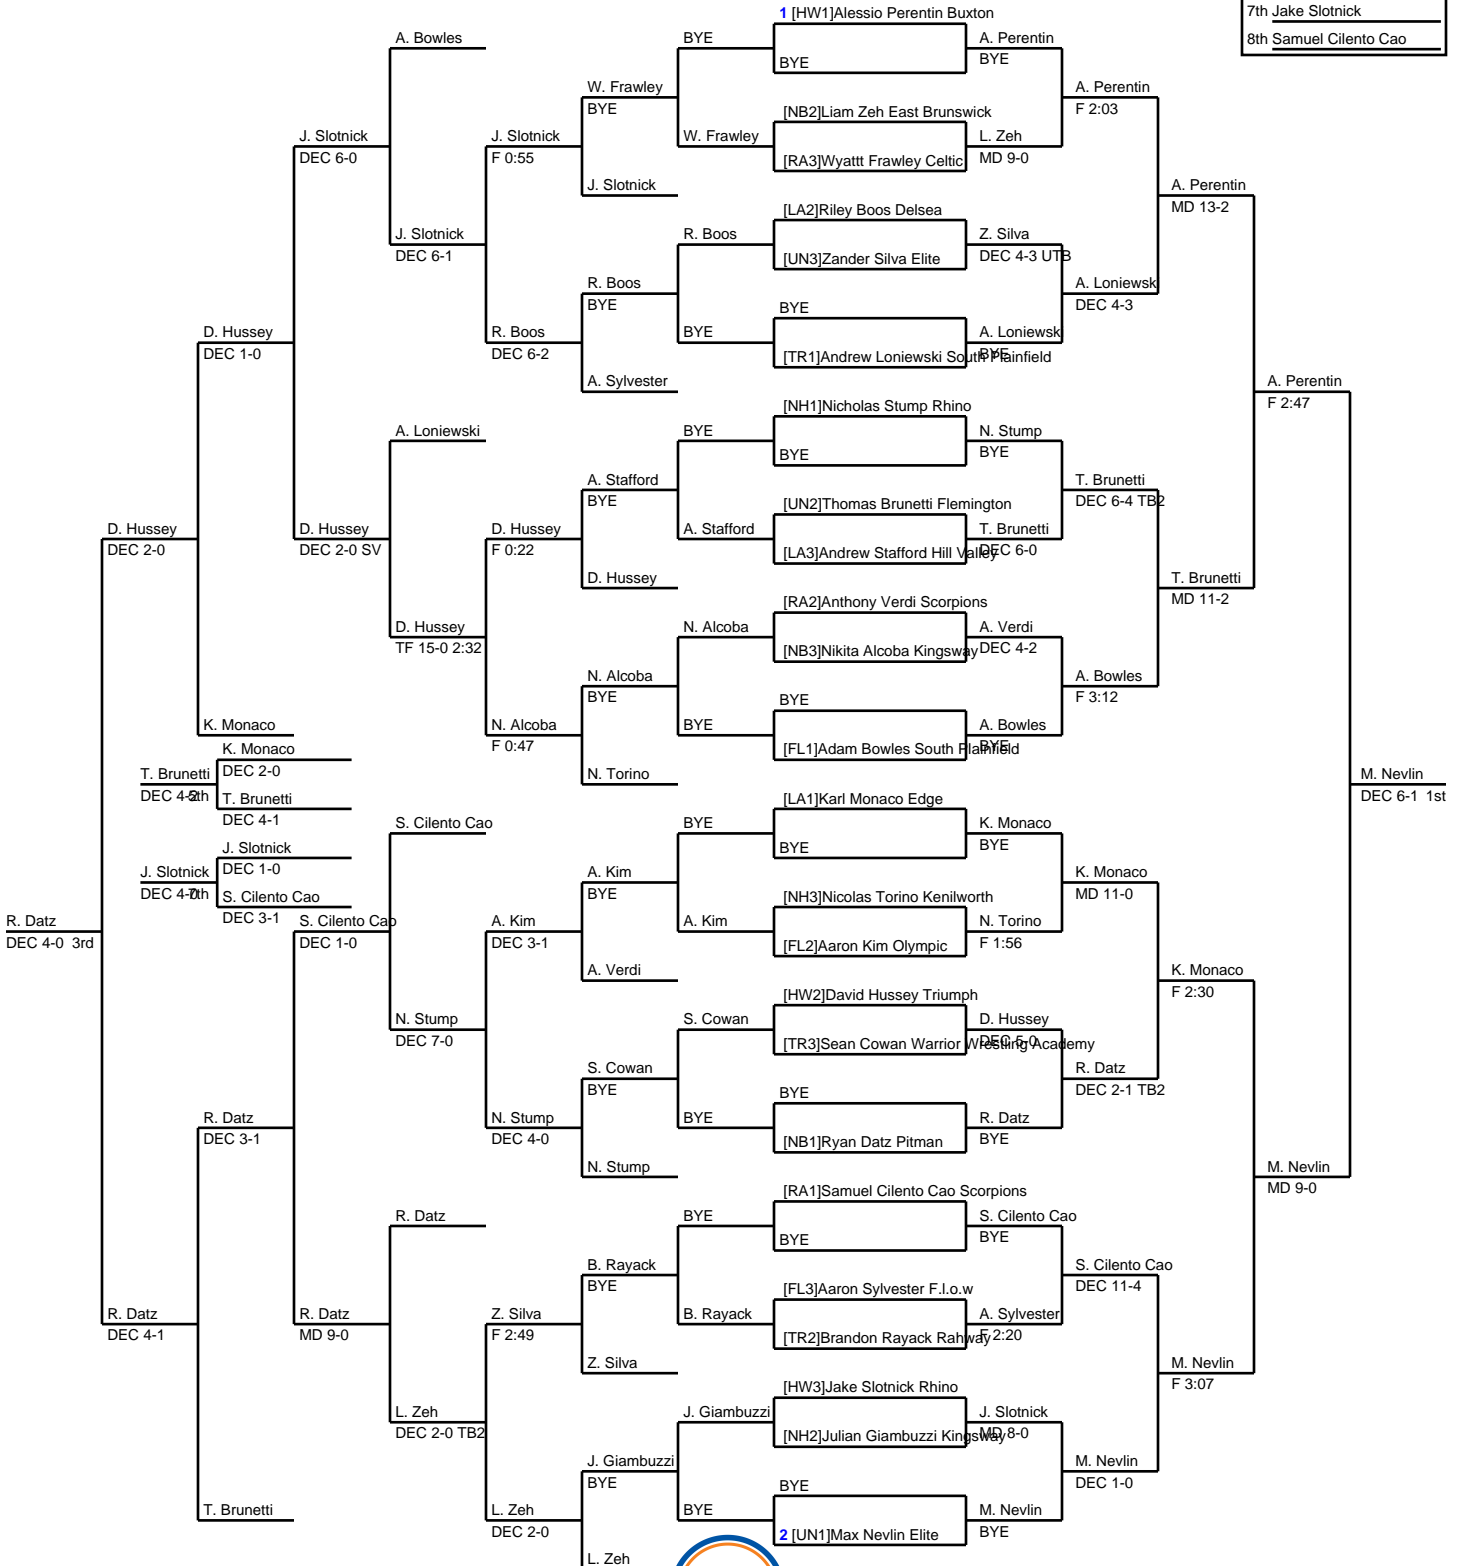 7th Jake Slotnick
8th Samuel Cilento Cao
1 [HW1]Alessio Perentin Buxton
BYE
[NB2]Liam Zeh East Brunswick
[RA3]Wyattt Frawley Celtic
[LA2]Riley Boos Delsea
[UN3]Zander Silva Elite
BYE
[TR1]Andrew Loniewski South Plainfield
[NH1]Nicholas Stump Rhino
BYE
[UN2]Thomas Brunetti Flemington
[LA3]Andrew Stafford Hill Valley
[RA2]Anthony Verdi Scorpions
[NB3]Nikita Alcoba Kingsway
BYE
[FL1]Adam Bowles South Plainfield
[LA1]Karl Monaco Edge
BYE
[NH3]Nicolas Torino Kenilworth
[FL2]Aaron Kim Olympic
[HW2]David Hussey Triumph
[TR3]Sean Cowan Warrior Wrestling Academy
BYE
[NB1]Ryan Datz Pitman
[RA1]Samuel Cilento Cao Scorpions
BYE
[FL3]Aaron Sylvester F.l.o.w
[TR2]Brandon Rayack Rahway
[HW3]Jake Slotnick Rhino
[NH2]Julian Giambuzzi Kingsway
BYE
2 [UN1]Max Nevlin Elite
A. Perentin
BYE
L. Zeh
MD 9-0
Z. Silva
DEC 4-3 UTB
A. Loniewsk
BYE
N. Stump
BYE
T. Brunetti
DEC 6-0
A. Verdi
DEC 4-2
A. Bowles
BYE
K. Monaco
BYE
N. Torino
F 1:56
D. Hussey
DEC 5-0
R. Datz
BYE
S. Cilento Cao
BYE
A. Sylvester
F 2:20
J. Slotnick
MD 8-0
M. Nevlin
BYE
A. Perentin
F 2:03
A. Loniewsk
DEC 4-3
T. Brunetti
DEC 6-4 TB2
A. Bowles
F 3:12
K. Monaco
MD 11-0
R. Datz
DEC 2-1 TB2
S. Cilento Cao
DEC 11-4
M. Nevlin
DEC 1-0
A. Perentin
MD 13-2
T. Brunetti
MD 11-2
K. Monaco
F 2:30
M. Nevlin
F 3:07
A. Perentin
F 2:47
M. Nevlin
MD 9-0
M. Nevlin
DEC 6-1 1st
BYE
W. Frawley
R. Boos
BYE
BYE
A. Stafford
N. Alcoba
BYE
BYE
A. Kim
S. Cowan
BYE
BYE
B. Rayack
J. Giambuzzi
BYE
W. Frawley
BYE
J. Slotnick
R. Boos
BYE
A. Sylvester
A. Stafford
BYE
D. Hussey
N. Alcoba
BYE
N. Torino
A. Kim
BYE
A. Verdi
S. Cowan
BYE
N. Stump
B. Rayack
BYE
Z. Silva
J. Giambuzzi
BYE
L. Zeh
J. Slotnick
F 0:55
R. Boos
DEC 6-2
D. Hussey
F 0:22
N. Alcoba
F 0:47
A. Kim
DEC 3-1
N. Stump
DEC 4-0
Z. Silva
F 2:49
L. Zeh
DEC 2-0
A. Bowles
J. Slotnick
DEC 6-1
A. Loniewski
D. Hussey
TF 15-0 2:32
S. Cilento Cao
N. Stump
DEC 7-0
R. Datz
L. Zeh
DEC 2-0 TB2
J. Slotnick
DEC 6-0
D. Hussey
DEC 2-0 SV
S. Cilento Cao
DEC 1-0
R. Datz
MD 9-0
D. Hussey
DEC 1-0
K. Monaco
R. Datz
DEC 3-1
T. Brunetti
D. Hussey
DEC 2-0
R. Datz
DEC 4-1
R. Datz
DEC 4-0 3rd
K. Monaco
DEC 2-0
T. Brunetti
DEC 4-1
T. Brunetti
DEC 5th
J. Slotnick
DEC 1-0
S. Cilento Cao
DEC 3-1
J. Slotnick
DEC 4-0 7th